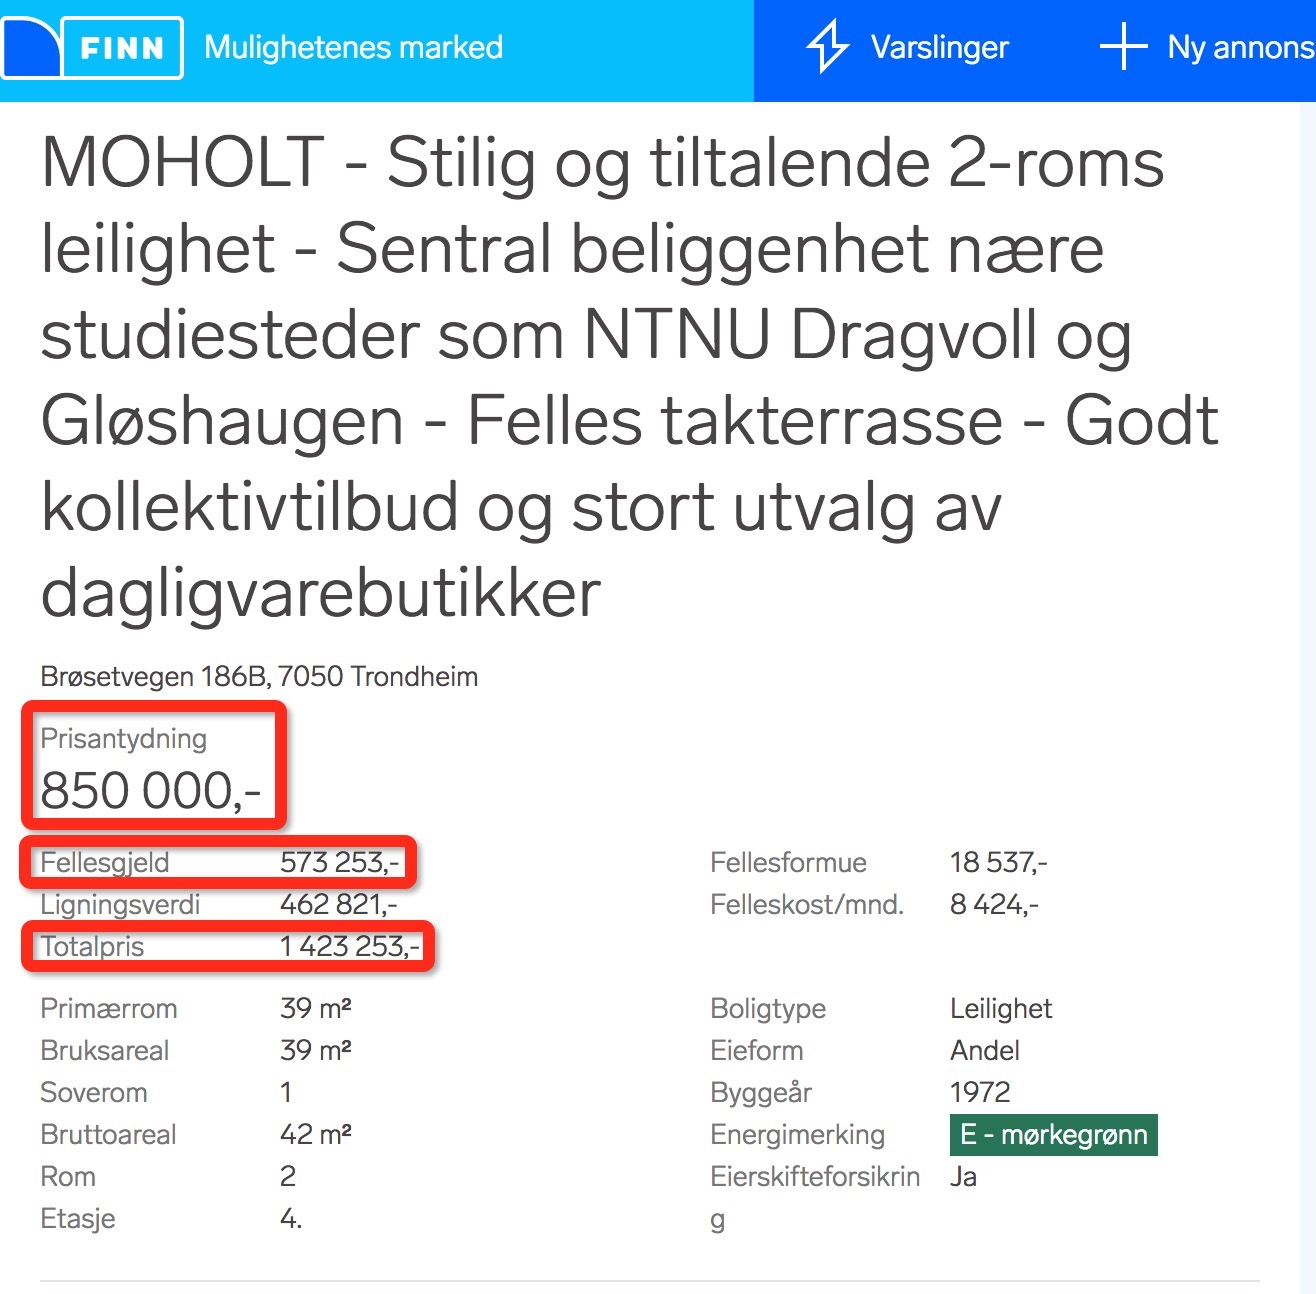 FINN Mulighetenes marked Varslinger Ny annons
MOHOLT - Stilig og tiltalende 2-roms
leilighet - Sentral beliggenhet nære
studiesteder som NTNU Dragvoll og
Gløshaugen - Felles takterrasse - Godt
kollektivtilbud og stort utvalg av
dagligvarebutikker
Brøsetvegen 186B, 7050 Trondheim
Prisantydning
850 000,-
Fellesgjeld 573 253,- Fellesformue 18 537,-
Ligningsverdi 462 821,- Felleskost/mnd. 8 424,-
Totalpris 1 423 253,-
Primærrom 39 m² Boligtype Leilighet
Bruksareal 39 m² Eieform Andel
Soverom 1 Byggeår 1972
Bruttoareal 42 m² Energimerking E - mørkegrønn
Rom 2 Eierskifteforsikrin Ja
Etasje 4. g